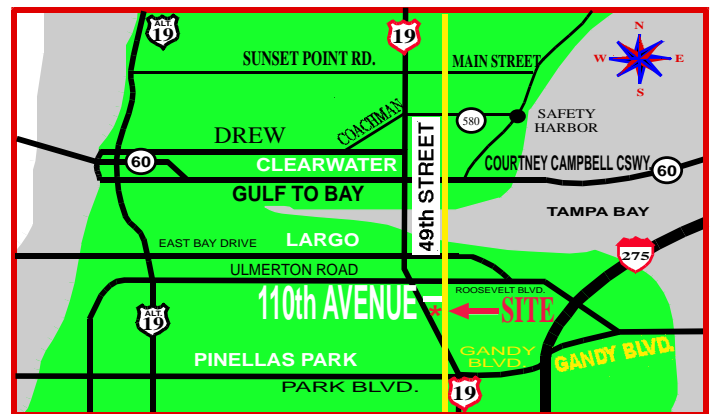 ALT.
19
19
N
W
E
S
SUNSET POINT RD.
MAIN STREET
COACHMAN
580
SAFETY
HARBOR
DREW
60
CLEARWATER
49th STREET
COURTNEY CAMPBELL CSWY.
60
GULF TO BAY
TAMPA BAY
EAST BAY DRIVE
LARGO
275
ULMERTON ROAD
ROOSEVELT BLVD.
110th AVENUE
*
SITE
ALT.
19
PINELLAS PARK
GANDY
BLVD.
GANDY BLVD.
PARK BLVD.
19